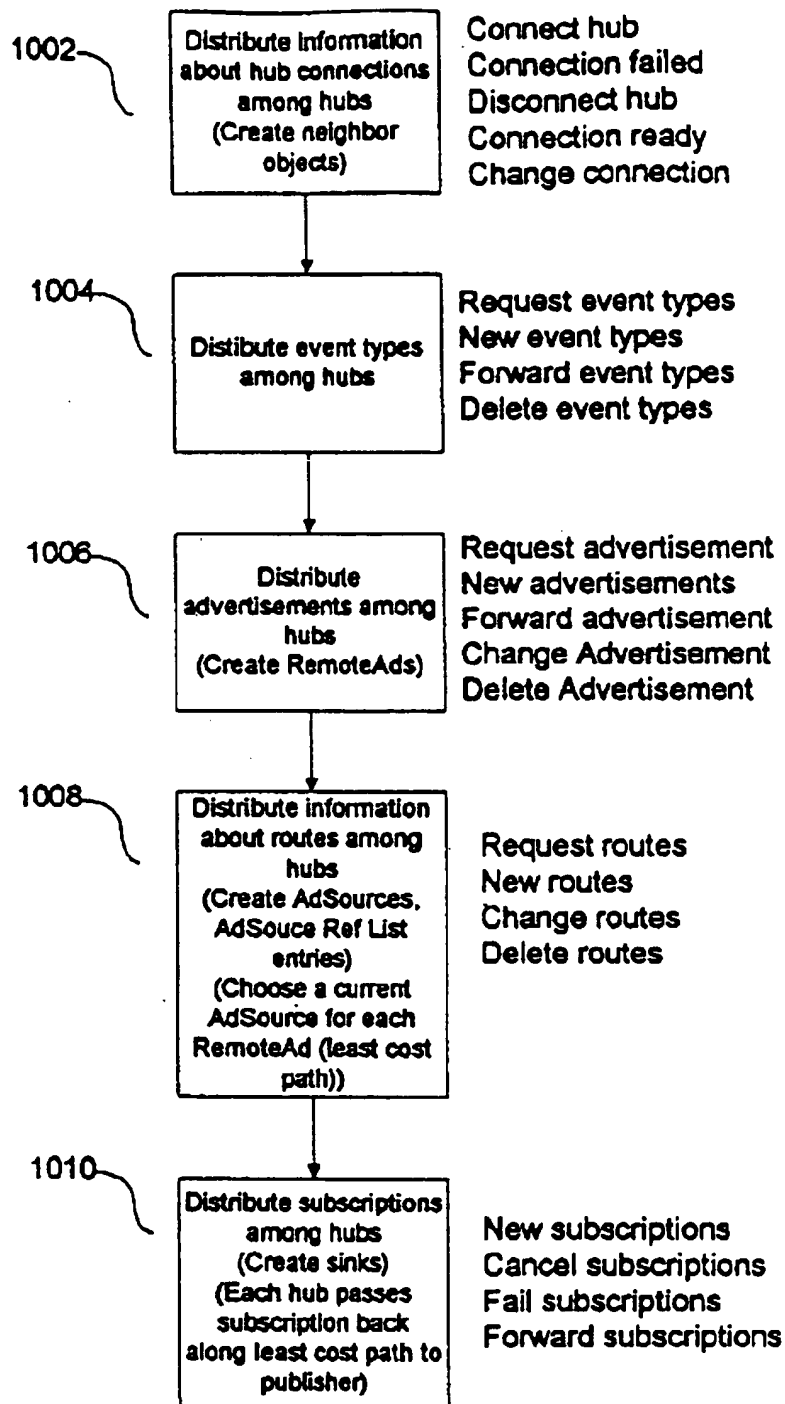 1002
Distribute information
about hub connections
among hubs
(Create neighbor
objects)
Connect hub
Connection failed
Disconnect hub
Connection ready
Change connection
1004
Distibute event types
among hubs
Request event types
New event types
Forward event types
Delete event types
1006
Distribute
advertisements among
hubs
(Create RemoteAds)
Request advertisement
New advertisements
Forward advertisement
Change Advertisement
Delete Advertisement
1008
Distribute information
about routes among
hubs
(Create AdSources,
AdSouce Ref List
entries)
(Choose a current
AdSource for each
RemoteAd (least cost
path))
Request routes
New routes
Change routes
Delete routes
1010
Distribute subscriptions
among hubs
(Create sinks)
(Each hub passes
subscription back
along least cost path to
publisher)
New subscriptions
Cancel subscriptions
Fail subscriptions
Forward subscriptions